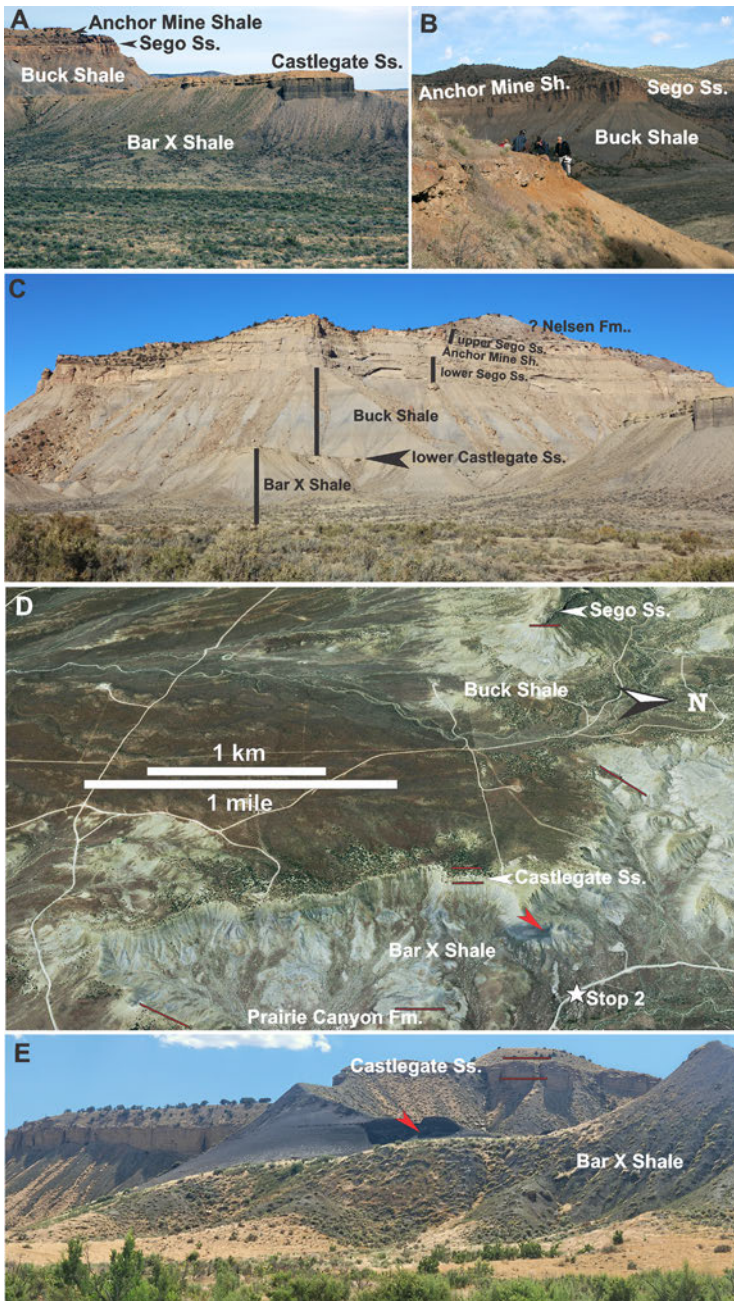 A
Anchor Mine Shale
Sego Ss.
Castlegate Ss.
Buck Shale
Bar X Shale
B
Anchor Mine Sh.
Sego Ss.
Buck Shale
C
? Nelsen Fm..
upper Sego Ss.
Anchor Mine Sh.
lower Sego Ss.
Buck Shale
lower Castlegate Ss.
Bar X Shale
D
Sego Ss.
Buck Shale
N
1 km
1 mile
Castlegate Ss.
Bar X Shale
Stop 2
Prairie Canyon Fm.
E
Castlegate Ss.
Bar X Shale